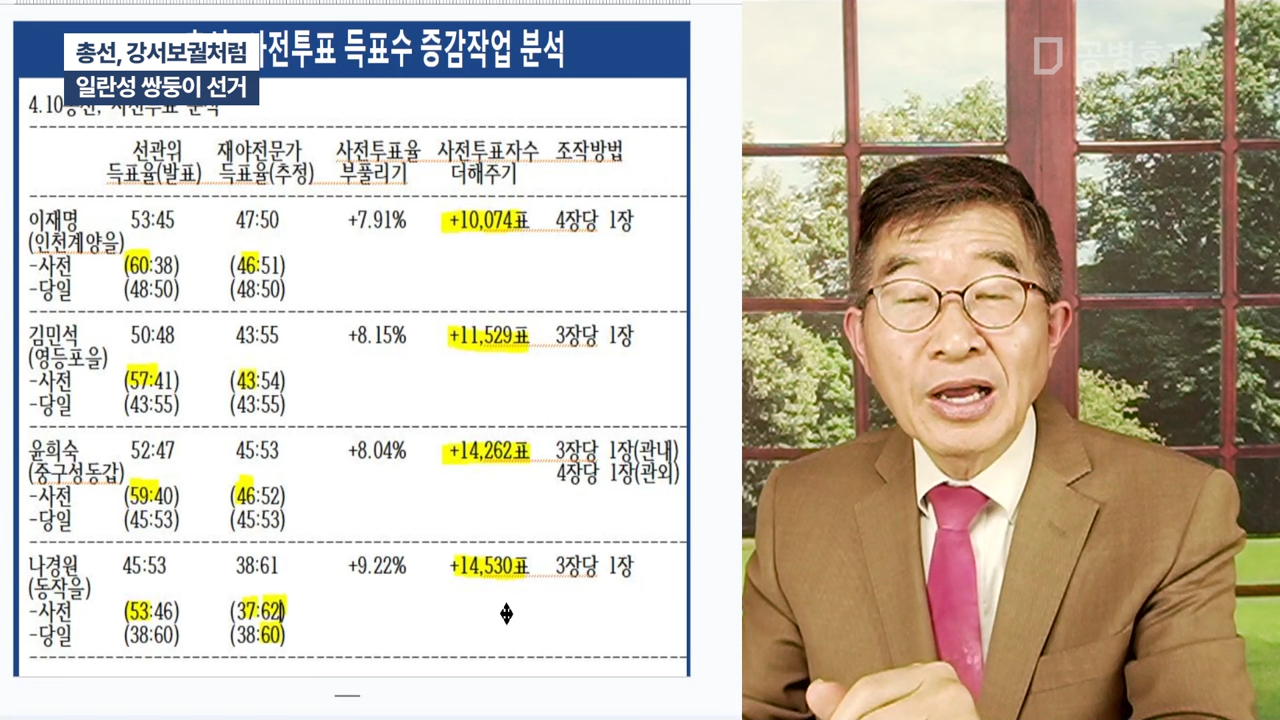 사전투표 득표수 증감작업 분석
총선, 강서보궐처럼
일란성 쌍둥이 선거
공병호
선관위 재야전문가 사전투표율 사전투표자수 조작방법
득표율(발표) 득표율(추정) 부풀리기 더해주기
이재명 53:45 47:50 +7.91% +10,074표 4장당 1장
(인천계양을)
-사전 (60:38) (46:51)
-당일 (48:50) (48:50)
김민석 50:48 43:55 +8.15% +11,529표 3장당 1장
(영등포을)
-사전 (57:41) (43:54)
-당일 (43:55) (43:55)
윤희숙 52:47 45:53 +8.04% +14,262표 3장당 1장(관내)
(중구성동갑) 4장당 1장(관외)
-사전 (59:40) (46:52)
-당일 (45:53) (45:53)
나경원 45:53 38:61 +9.22% +14,530표 3장당 1장
(동작을)
-사전 (53:46) (37:62)
-당일 (38:60) (38:60)